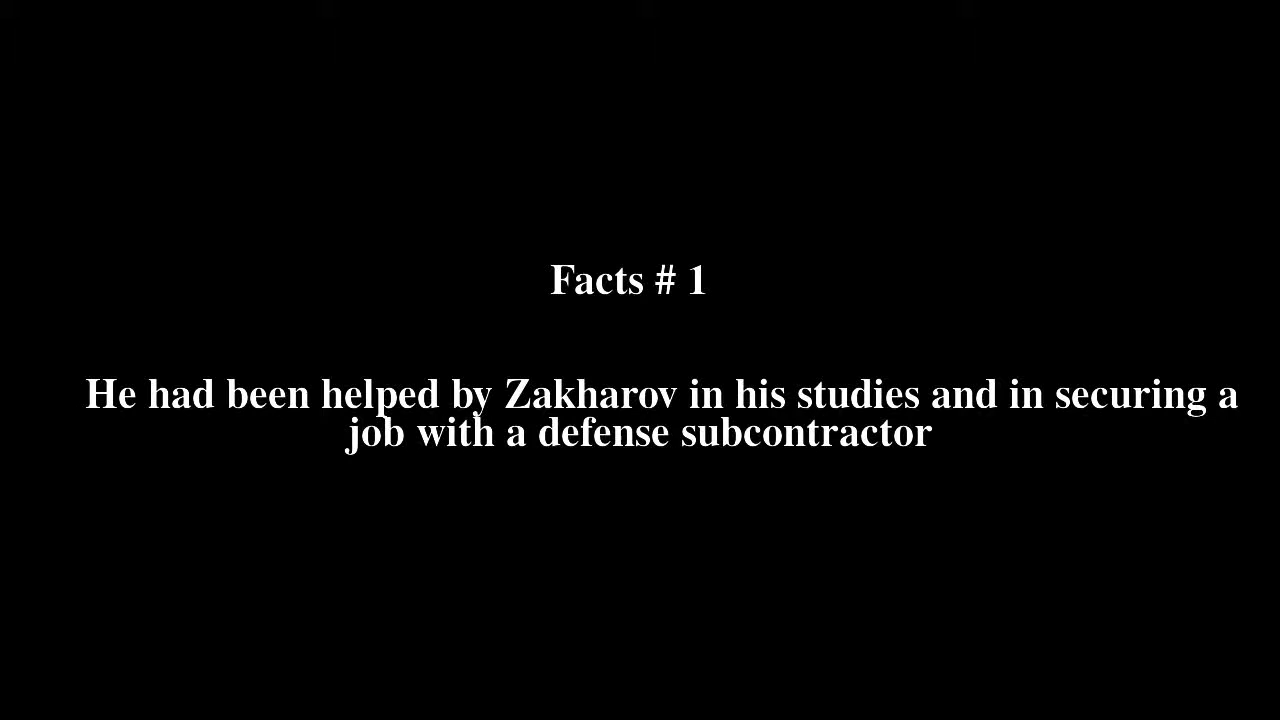 Facts # 1
He had been helped by Zakharov in his studies and in securing a
job with a defense subcontractor